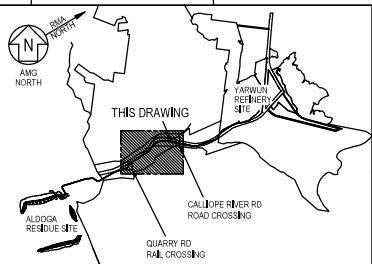 RMA
NORTH
N
AMG
NORTH
YARWUN
REFINERY
SITE
THIS DRAWING
CALLIOPE RIVER RD
ROAD CROSSING
ALDOGA
RESIDUE SITE
QUARRY RD
RAIL CROSSING